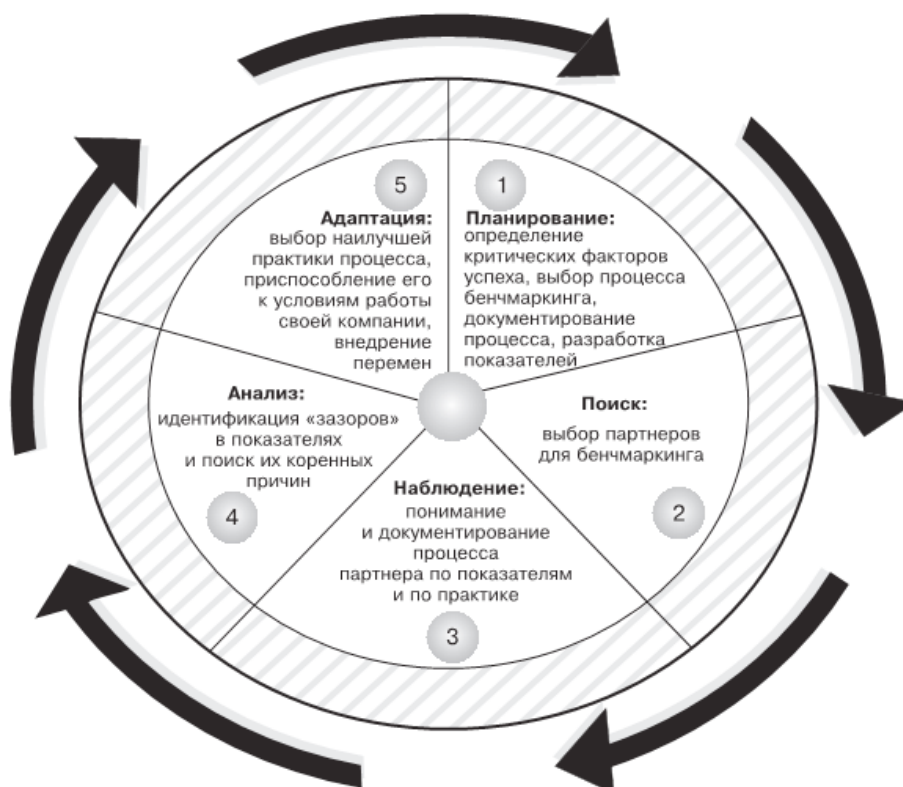 1
Планирование:
определение
критических факторов
успеха, выбор процесса
бенчмаркинга,
документирование
процесса, разработка
показателей
Поиск:
выбор партнеров
для бенчмаркинга
2
Наблюдение:
понимание
и документирование
процесса
партнера по показателям
и по практике
3
Анализ:
идентификация «зазоров»
в показателях
и поиск их коренных
причин
4
5
Адаптация:
выбор наилучшей
практики процесса,
приспособление его
к условиям работы
своей компании,
внедрение
перемен